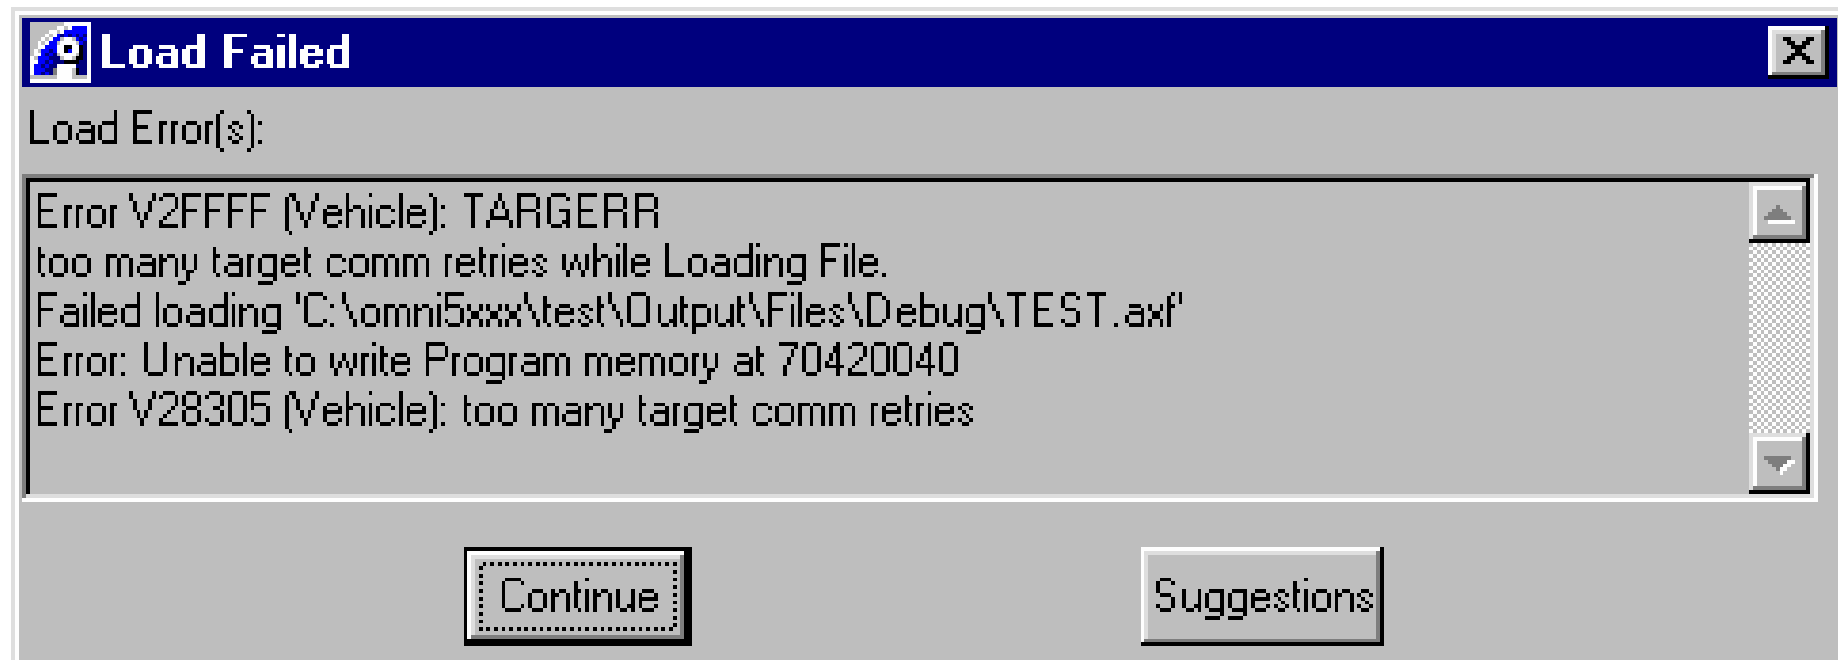 Load Failed
Load Error(s):
Error V2FFFF (Vehicle): TARGERR
too many target comm retries while Loading File.
Failed loading 'C:\omni5xxx\test\Output\Files\Debug\TEST.axf'
Error: Unable to write Program memory at 70420040
Error V28305 (Vehicle): too many target comm retries
Continue
Suggestions